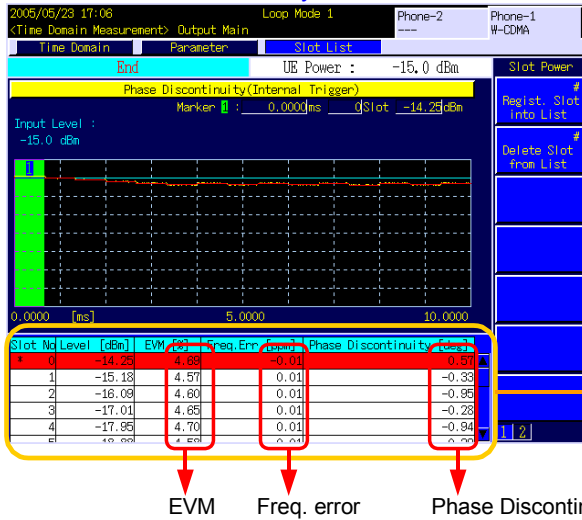 2005/05/23 17:06 Loop Mode 1 Phone-2 Phone-1
<Time Domain Measurement> Output Main --- W-CDMA
Time Domain Parameter Slot List
End UE Power : -15.0 dBm Slot Power
Phase Discontinuity(Internal Trigger)
Marker 1 : 0.0000ms 0Slot -14.25dBm
#
Regist. Slot
into List
Input Level :
-15.0 dBm
#
Delete Slot
from List
1
0.0000 [ms] 5.0000 10.0000
Slot No Level [dBm] EVM [%] Freq.Err [ppm] Phase Discontinuity [deg]
* 0 -14.25 4.69 -0.01 0.57
1 -15.18 4.57 0.01 -0.33
2 -16.09 4.60 0.01 -0.95
3 -17.01 4.65 0.01 -0.28
4 -17.95 4.70 0.01 -0.94
1 2
EVM Freq. error Phase Discontin